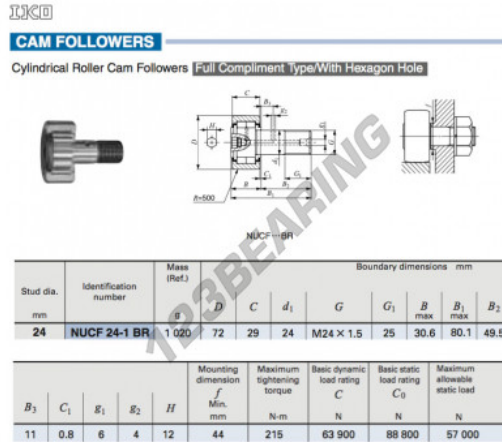 IKO
CAM FOLLOWERS
Cylindrical Roller Cam Followers Full Compliment Type/With Hexagon Hole
C
B3
g2
H
D
d1
g1
G
f
C1
G1
R=500
B
B2
B1
NUCF…BR
123BEARING
Stud dia. mm Identification number Mass (Ref.) g Boundary dimensions mm
D C d1 G G1 B max B1 max B2
24 NUCF 24-1 BR 1 020 72 29 24 M24 × 1.5 25 30.6 80.1 49.5
B3 C1 g1 g2 H Mounting dimension f Min. mm Maximum tightening torque N-m Basic dynamic load rating C N Basic static load rating C0 N Maximum allowable static load N
11 0.8 6 4 12 44 215 63 900 88 800 57 000